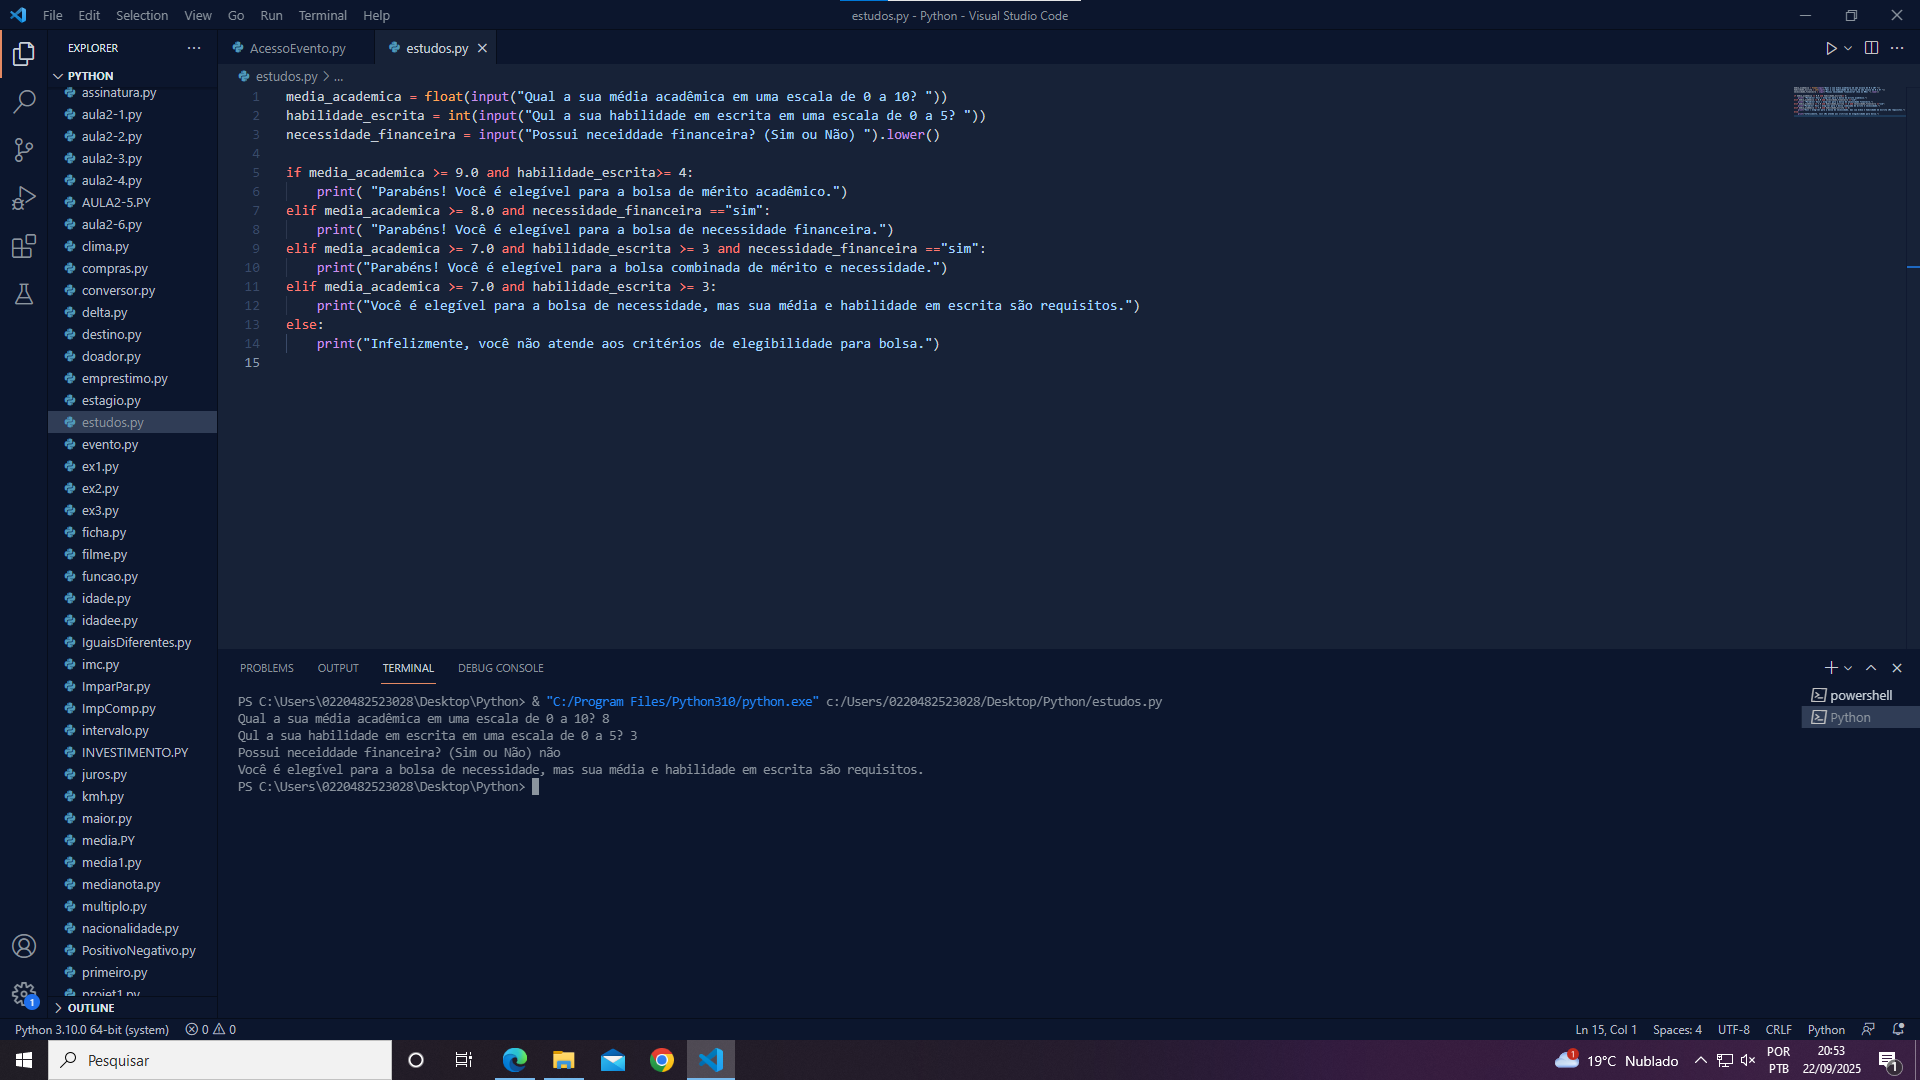 File Edit Selection View Go Run Terminal Help
estudos.py - Python - Visual Studio Code
EXPLORER
PYTHON
assinatura.py
aula2-1.py
aula2-2.py
aula2-3.py
aula2-4.py
AULA2-5.PY
aula2-6.py
clima.py
compras.py
conversor.py
delta.py
destino.py
doador.py
emprestimo.py
estagio.py
estudos.py
evento.py
ex1.py
ex2.py
ex3.py
ficha.py
filme.py
funcao.py
idade.py
idadee.py
IguaisDiferentes.py
imc.py
ImparPar.py
ImpComp.py
intervalo.py
INVESTIMENTO.PY
juros.py
kmh.py
maior.py
media.PY
media1.py
medianota.py
multiplo.py
nacionalidade.py
PositivoNegativo.py
primeiro.py
projet1.py
OUTLINE
AcessoEvento.py
estudos.py
estudos.py > ...
1 media_academica = float(input("Qual a sua média acadêmica em uma escala de 0 a 10? "))
2 habilidade_escrita = int(input("Qul a sua habilidade em escrita em uma escala de 0 a 5? "))
3 necessidade_financeira = input("Possui neceiddade financeira? (Sim ou Não) ").lower()
4
5 if media_academica >= 9.0 and habilidade_escrita>= 4:
6 print( "Parabéns! Você é elegível para a bolsa de mérito acadêmico.")
7 elif media_academica >= 8.0 and necessidade_financeira =="sim":
8 print( "Parabéns! Você é elegível para a bolsa de necessidade financeira.")
9 elif media_academica >= 7.0 and habilidade_escrita >= 3 and necessidade_financeira =="sim":
10 print("Parabéns! Você é elegível para a bolsa combinada de mérito e necessidade.")
11 elif media_academica >= 7.0 and habilidade_escrita >= 3:
12 print("Você é elegível para a bolsa de necessidade, mas sua média e habilidade em escrita são requisitos.")
13 else:
14 print("Infelizmente, você não atende aos critérios de elegibilidade para bolsa.")
15
PROBLEMS OUTPUT TERMINAL DEBUG CONSOLE
PS C:\Users\0220482523028\Desktop\Python> & "C:/Program Files/Python310/python.exe" c:/Users/0220482523028/Desktop/Python/estudos.py
Qual a sua média acadêmica em uma escala de 0 a 10? 8
Qul a sua habilidade em escrita em uma escala de 0 a 5? 3
Possui neceiddade financeira? (Sim ou Não) não
Você é elegível para a bolsa de necessidade, mas sua média e habilidade em escrita são requisitos.
PS C:\Users\0220482523028\Desktop\Python>
powershell
Python
1
Python 3.10.0 64-bit (system) 0 0
Ln 15, Col 1 Spaces: 4 UTF-8 CRLF Python
Pesquisar
1 19°C Nublado
POR
PTB
20:53
22/09/2025
1